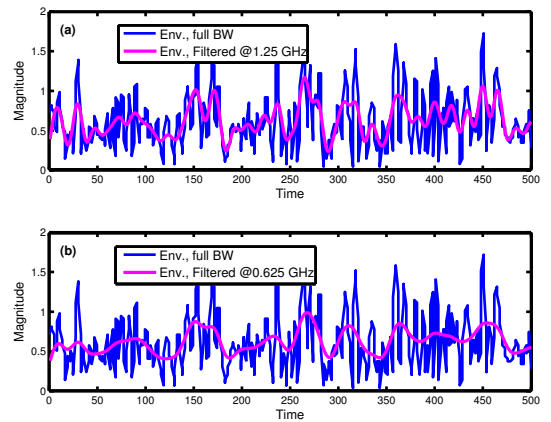 (a)
Env., full BW
Env., Filtered @1.25 GHz
Magnitude
2
1.5
1
0.5
0
0 50 100 150 200 250 300 350 400 450 500
Time
(b)
Env., full BW
Env., Filtered @0.625 GHz
Magnitude
2
1.5
1
0.5
0
0 50 100 150 200 250 300 350 400 450 500
Time